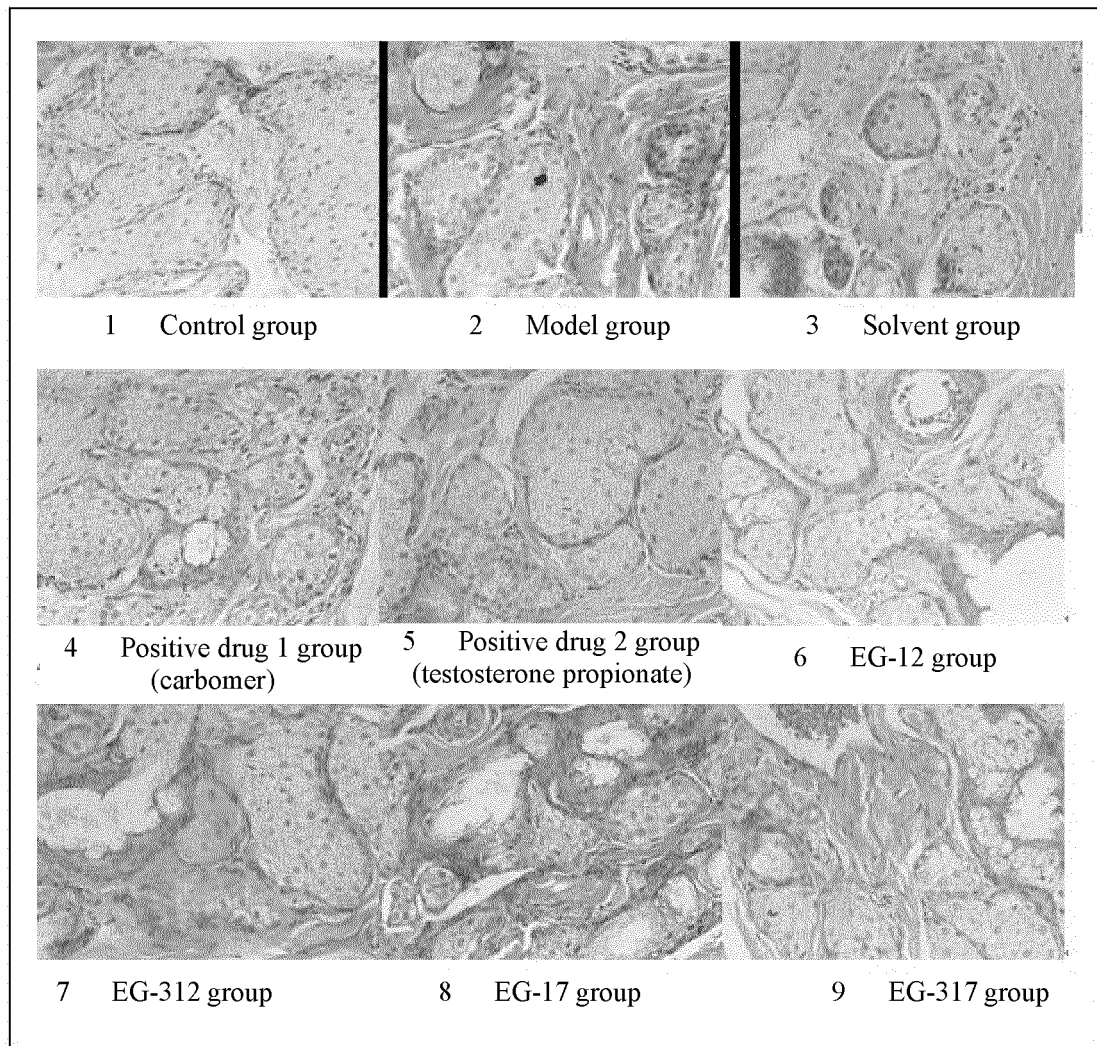 1 Control group
2 Model group
3 Solvent group
4 Positive drug 1 group
(carbomer)
5 Positive drug 2 group
(testosterone propionate)
6 EG-12 group
7 EG-312 group
8 EG-17 group
9 EG-317 group